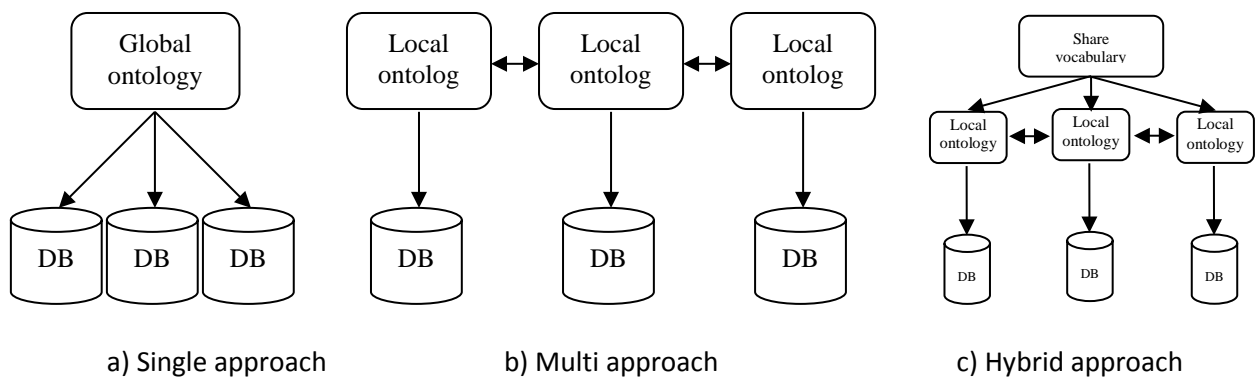 Global
ontology
DB
DB
DB
a) Single approach
Local
ontolog
Local
ontolog
Local
ontolog
DB
DB
DB
b) Multi approach
Share
vocabulary
Local
ontology
Local
ontology
Local
ontology
DB
DB
DB
c) Hybrid approach